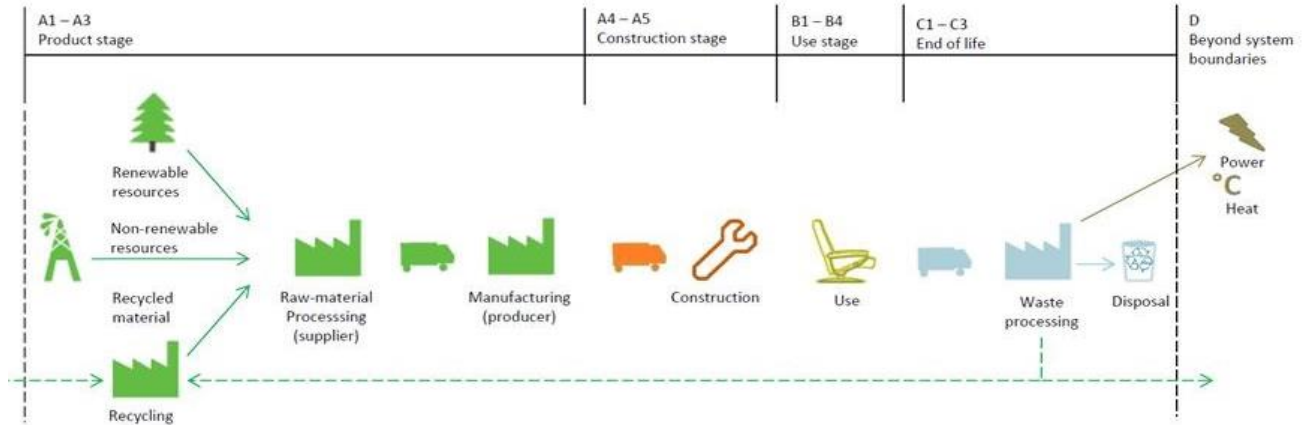 A1 – A3
Product stage
A4 – A5
Construction stage
B1 – B4
Use stage
C1 – C3
End of life
D
Beyond system
boundaries
Renewable
resources
Non-renewable
resources
Recycled
material
Recycling
Raw-material
Processsing
(supplier)
Manufacturing
(producer)
Construction
Use
Waste
processing
Disposal
Power
°C
Heat